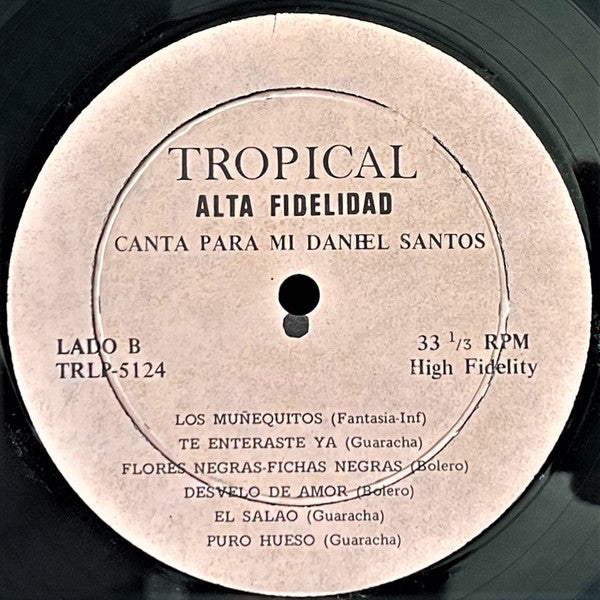 TROPICAL
ALTA FIDELIDAD
CANTA PARA MI DANIEL SANTOS
LADO B
TRLP-5124
33 1/3 RPM
High Fidelity
LOS MUÑEQUITOS (Fantasia-Inf)
TE ENTERASTE YA (Guaracha)
FLORES NEGRAS-FICHAS NEGRAS (Bolero)
DESVELO DE AMOR (Bolero)
EL SALAO (Guaracha)
PURO HUESO (Guaracha)